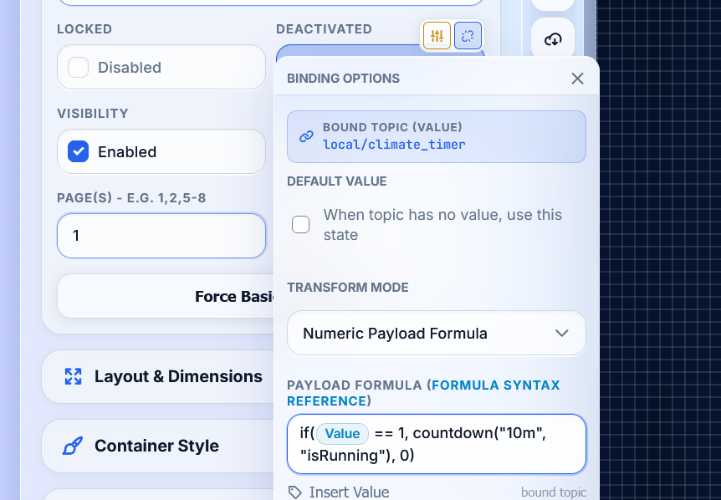 LOCKED
DEACTIVATED
Disabled
BINDING OPTIONS
BOUND TOPIC (VALUE)
local/climate_timer
VISIBILITY
Enabled
DEFAULT VALUE
When topic has no value, use this
state
PAGE(S) - E.G. 1,2,5-8
1
TRANSFORM MODE
Force
Numeric Payload Formula
Layout & Dimensions
PAYLOAD FORMULA (FORMULA SYNTAX
REFERENCE)
Container Style
if( Value == 1, countdown("10m",
"isRunning"), 0)
Insert Value
bound topic